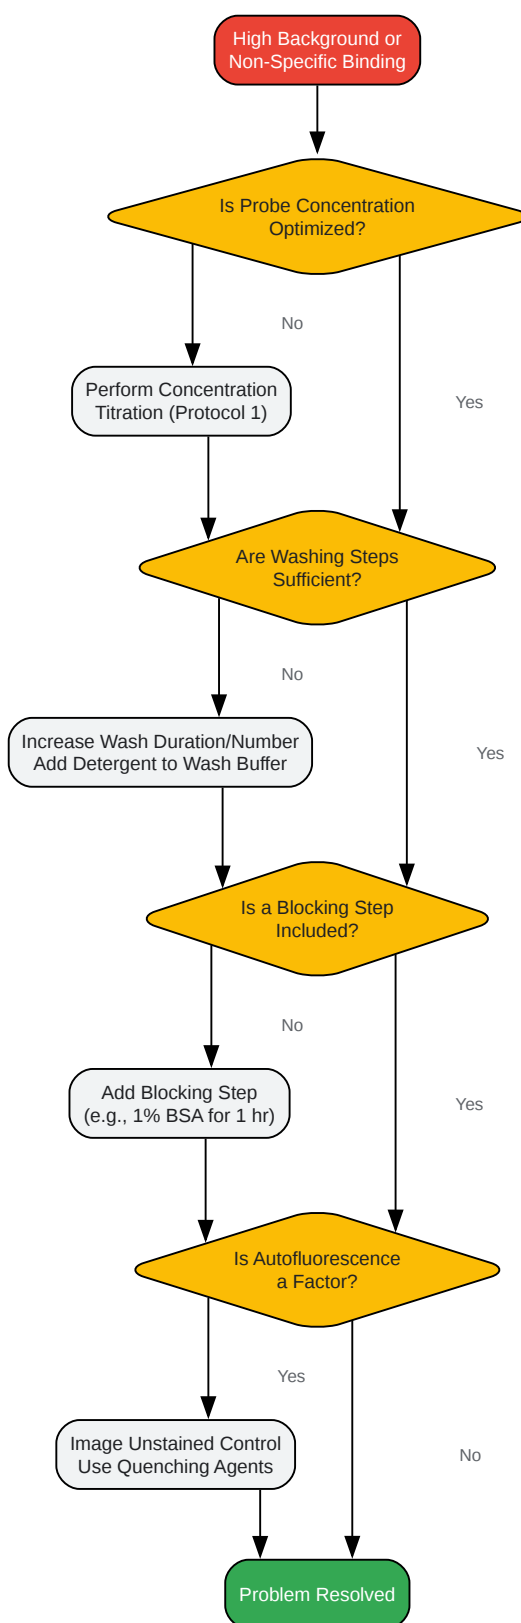 High Background or
Non-Specific Binding
Is Probe Concentration
Optimized?
No
Perform Concentration
Titration (Protocol 1)
Yes
Are Washing Steps
Sufficient?
No
Increase Wash Duration/Number
Add Detergent to Wash Buffer
Yes
Is a Blocking Step
Included?
No
Add Blocking Step
(e.g., 1% BSA for 1 hr)
Yes
Is Autofluorescence
a Factor?
Yes
Image Unstained Control
Use Quenching Agents
No
Problem Resolved